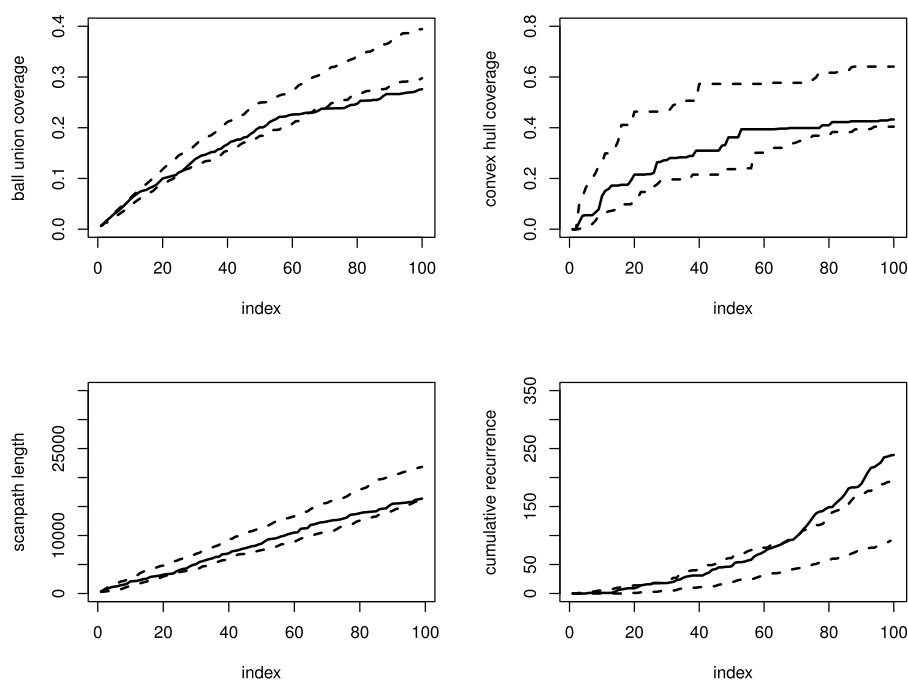 ball union coverage
0.4
0.3
0.2
0.1
0.0
0 20 40 60 80 100
index
convex hull coverage
0.8
0.6
0.4
0.2
0.0
0 20 40 60 80 100
index
scanpath length
25000
10000
0
0 20 40 60 80 100
index
cumulative recurrence
350
250
150
50
0
0 20 40 60 80 100
index